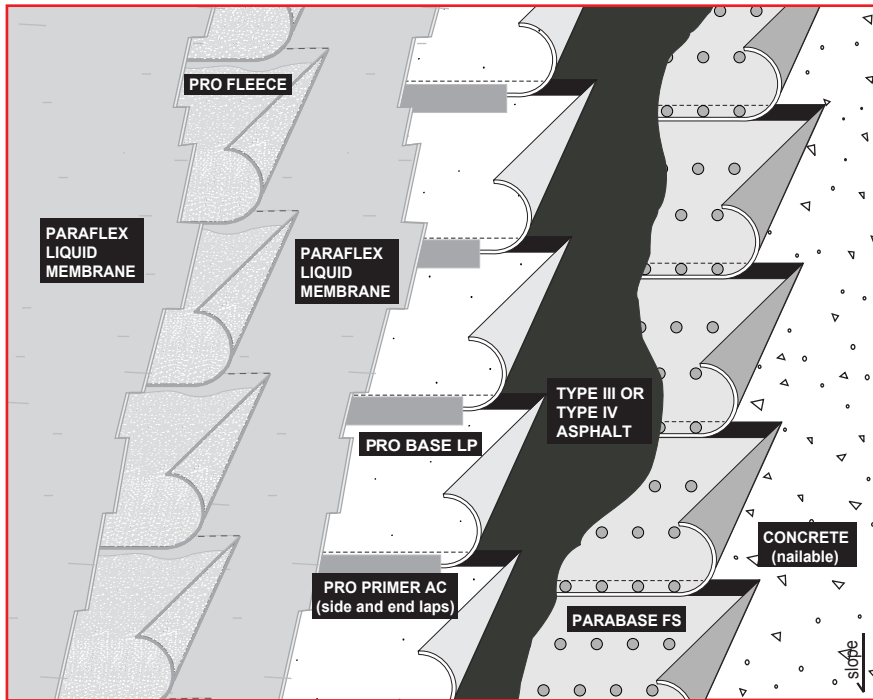 PRO FLEECE
PARAFLEX
LIQUID
MEMBRANE
PARAFLEX
LIQUID
MEMBRANE
TYPE III OR
TYPE IV
ASPHALT
PRO BASE LP
CONCRETE
(nailable)
PRO PRIMER AC
(side and end laps)
PARABASE FS
slope